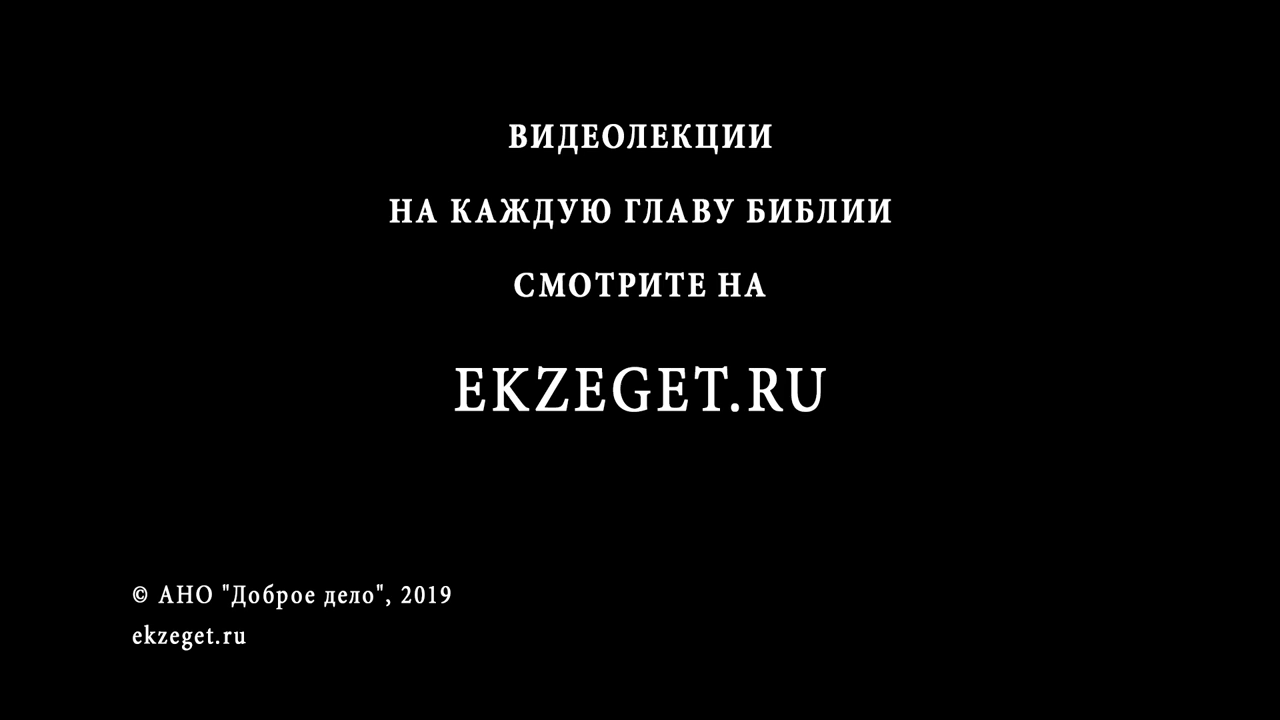 ВИДЕОЛЕКЦИИ
НА КАЖДУЮ ГЛАВУ БИБЛИИ
СМОТРИТЕ НА
EKZEGET.RU
© АНО "Доброе дело", 2019
ekzeget.ru